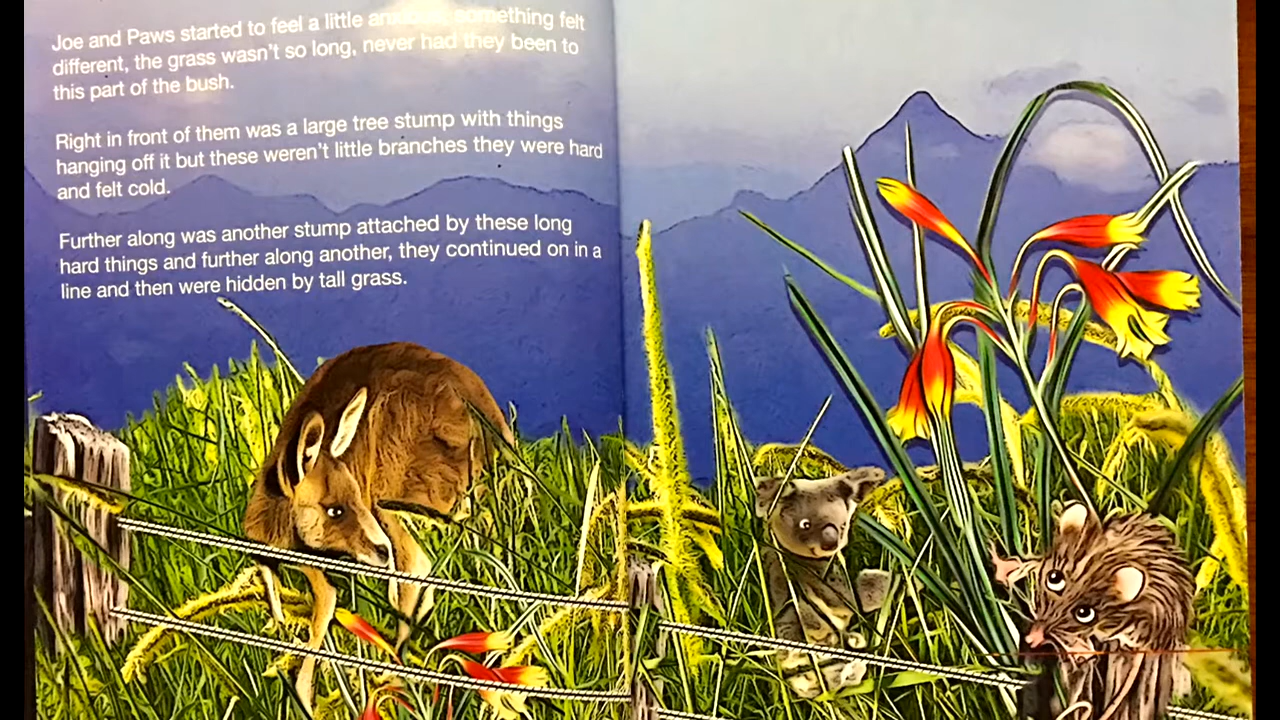 Joe and Paws started to feel a little something felt
different, the grass wasn't so long, never had they been to
this part of the bush.
Right in front of them was a large tree stump with things
hanging off it but these weren't little branches they were hard
and felt cold.
Further along was another stump attached by these long
hard things and further along another, they continued on in a
line and then were hidden by tall grass.